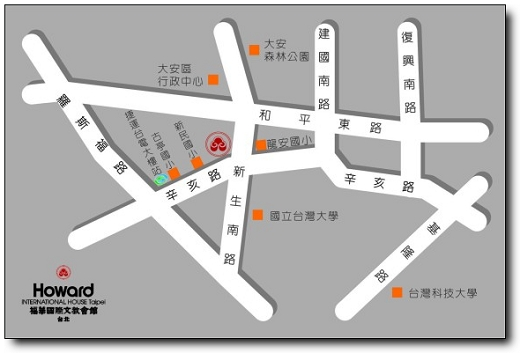 大安
森林公園
大安區
行政中心
建國南路
復興南路
和平東路
羅斯福路
捷運台電大樓站
古亭國小
新民國小
龍安國小
辛亥路
新生南路
辛亥路
國立台灣大學
基隆路
台灣科技大學
Howard
INTERNATIONAL HOUSE Taipei
福華國際文教會館
台北